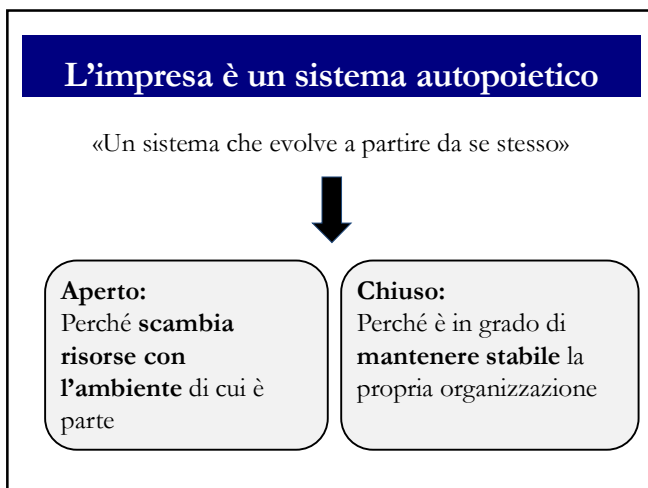 L’impresa è un sistema autopoietico
«Un sistema che evolve a partire da se stesso»
Aperto:
Perché scambia
risorse con
l’ambiente di cui è
parte
Chiuso:
Perché è in grado di
mantenere stabile la
propria organizzazione